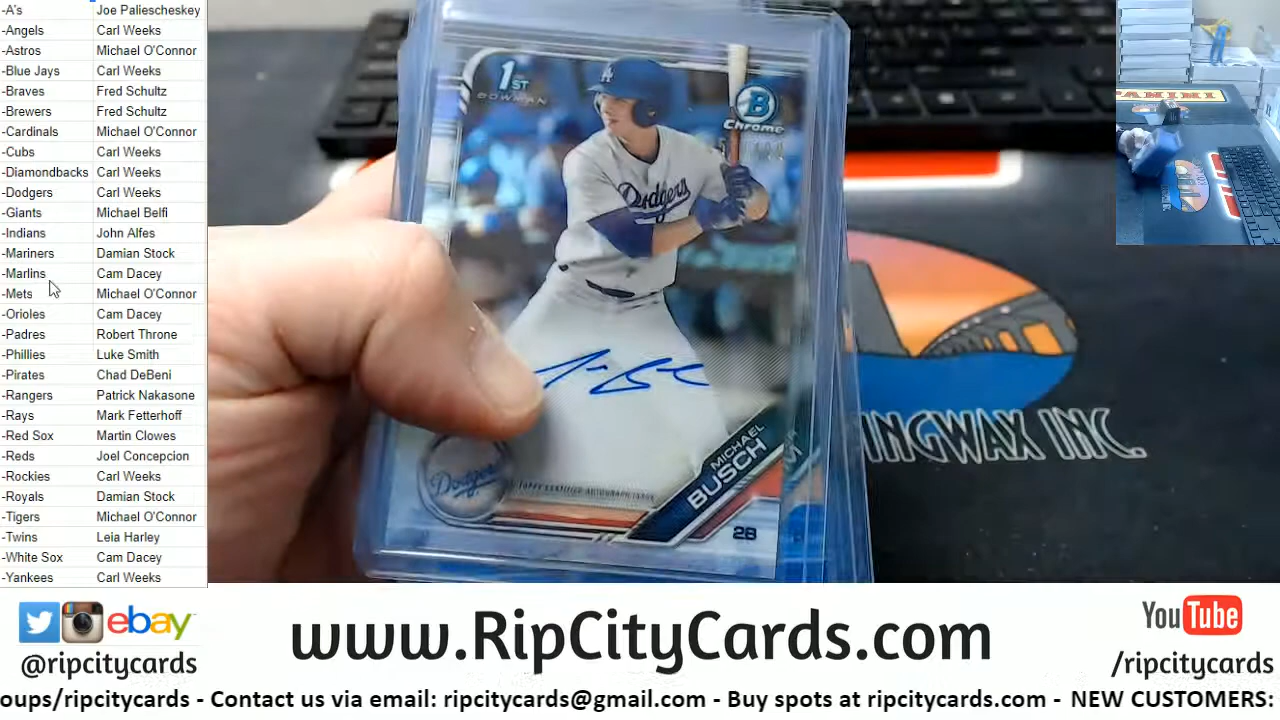 -A's Joe Paliescheskey
-Angels Carl Weeks
-Astros Michael O'Connor
-Blue Jays Carl Weeks
-Braves Fred Schultz
-Brewers Fred Schultz
-Cardinals Michael O'Connor
-Cubs Carl Weeks
-Diamondbacks Carl Weeks
-Dodgers Carl Weeks
-Giants Michael Belfi
-Indians John Alfes
-Mariners Damian Stock
-Marlins Cam Dacey
-Mets Michael O'Connor
-Orioles Cam Dacey
-Padres Robert Throne
-Phillies Luke Smith
-Pirates Chad DeBeni
-Rangers Patrick Nakasone
-Rays Mark Fetterhoff
-Red Sox Martin Clowes
-Reds Joel Concepcion
-Rockies Carl Weeks
-Royals Damian Stock
-Tigers Michael O'Connor
-Twins Leia Harley
-White Sox Cam Dacey
-Yankees Carl Weeks
1ST
BOWMAN
B
Chrome
Dodgers
Dodgers
TOPPS CERTIFIED AUTOGRAPH ISSUE
MICHAEL
BUSCH
2B
INGWAX INC.
PANINI
ebay
@ripcitycards
www.RipCityCards.com
YouTube
/ripcitycards
oups/ripcitycards - Contact us via email: ripcitycards@gmail.com - Buy spots at ripcitycards.com - NEW CUSTOMERS: